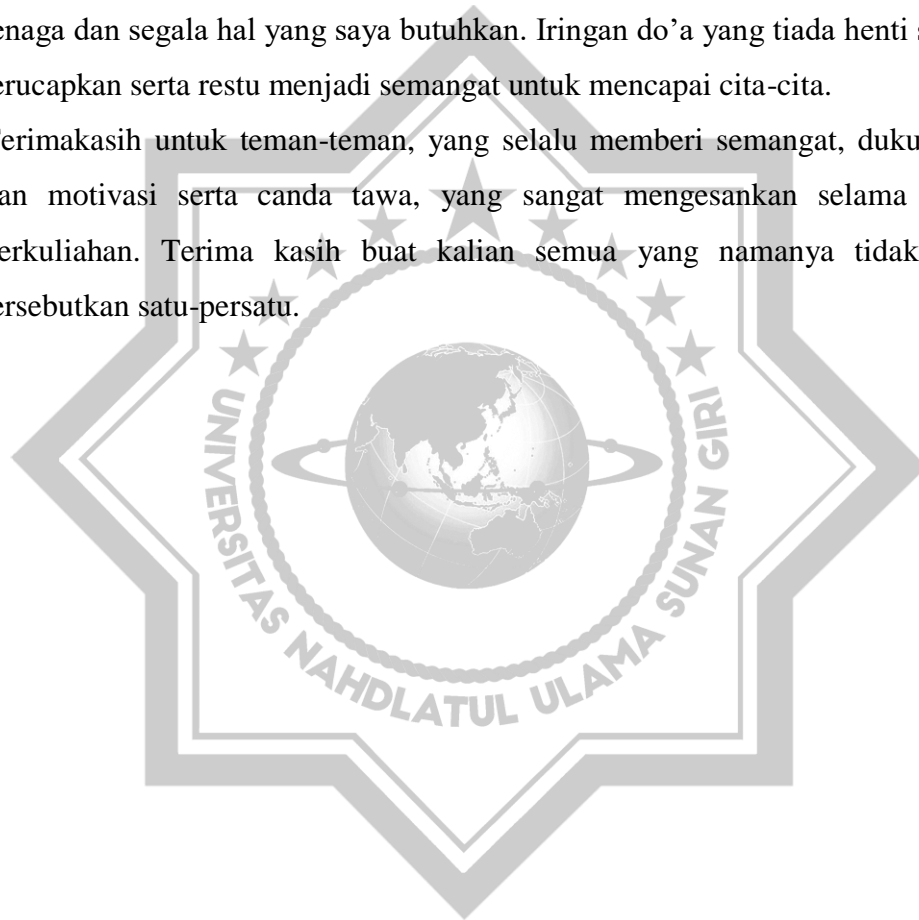 enaga dan segala hal yang saya butuhkan. Iringan do’a yang tiada henti
erucapkan serta restu menjadi semangat untuk mencapai cita-cita.
erimakasih untuk teman-teman, yang selalu memberi semangat, duku
an motivasi serta canda tawa, yang sangat mengesankan selama
erkuliahan. Terima kasih buat kalian semua yang namanya tidak
ersebutkan satu-persatu.
UNIVERSITAS NAHDLATUL ULAMA SUNAN GIRI